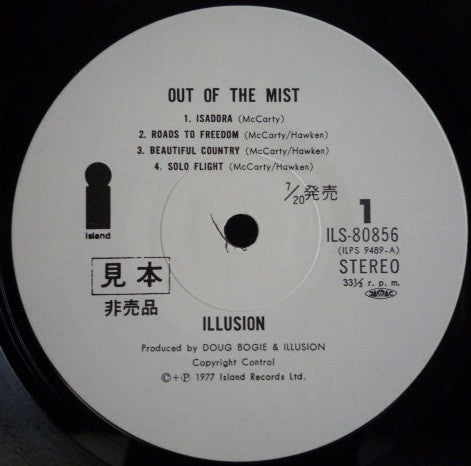 OUT OF THE MIST
1. ISADORA (McCarty)
2. ROADS TO FREEDOM (McCarty/Hawken)
3. BEAUTIFUL COUNTRY (McCarty/Hawken)
4. SOLO FLIGHT (McCarty/Hawken)
7/20発売
island
1
ILS-80856
(ILPS 9489-A)
STEREO
33⅓ r. p. m.
JASRAC
見本
非売品
ILLUSION
Produced by DOUG BOGIE & ILLUSION
Copyright Control
©+℗ 1977 Island Records Ltd.